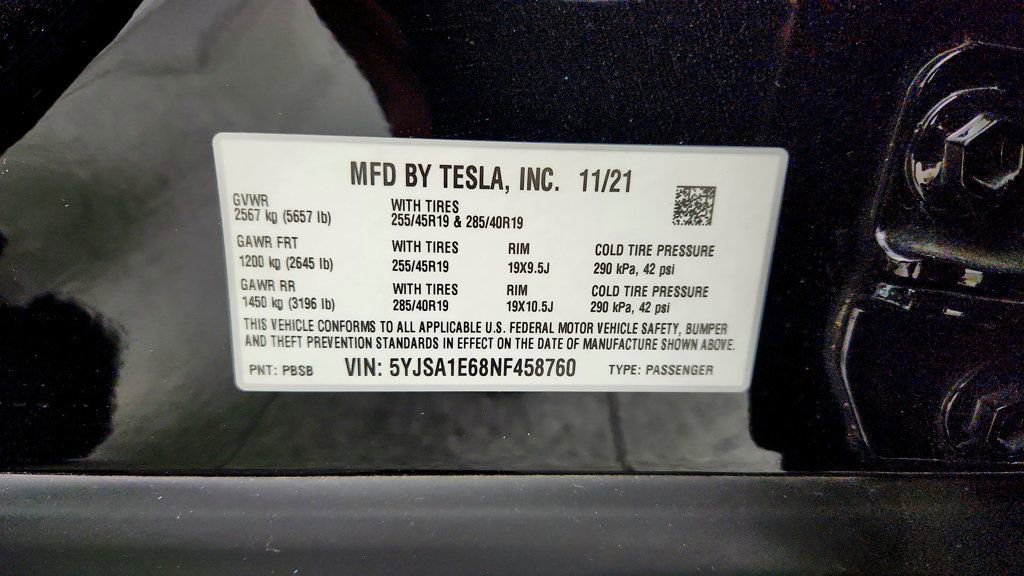 MFD BY TESLA, INC. 11/21
GVWR
2567 kg (5657 lb)
WITH TIRES
255/45R19 & 285/40R19
GAWR FRT WITH TIRES RIM COLD TIRE PRESSURE
1200 kg (2645 lb) 255/45R19 19X9.5J 290 kPa, 42 psi
GAWR RR WITH TIRES RIM COLD TIRE PRESSURE
1450 kg (3196 lb) 285/40R19 19X10.5J 290 kPa, 42 psi
THIS VEHICLE CONFORMS TO ALL APPLICABLE U.S. FEDERAL MOTOR VEHICLE SAFETY, BUMPER
AND THEFT PREVENTION STANDARDS IN EFFECT ON THE DATE OF MANUFACTURE SHOWN ABOVE.
PNT: PBSB VIN: 5YJSA1E68NF458760 TYPE: PASSENGER